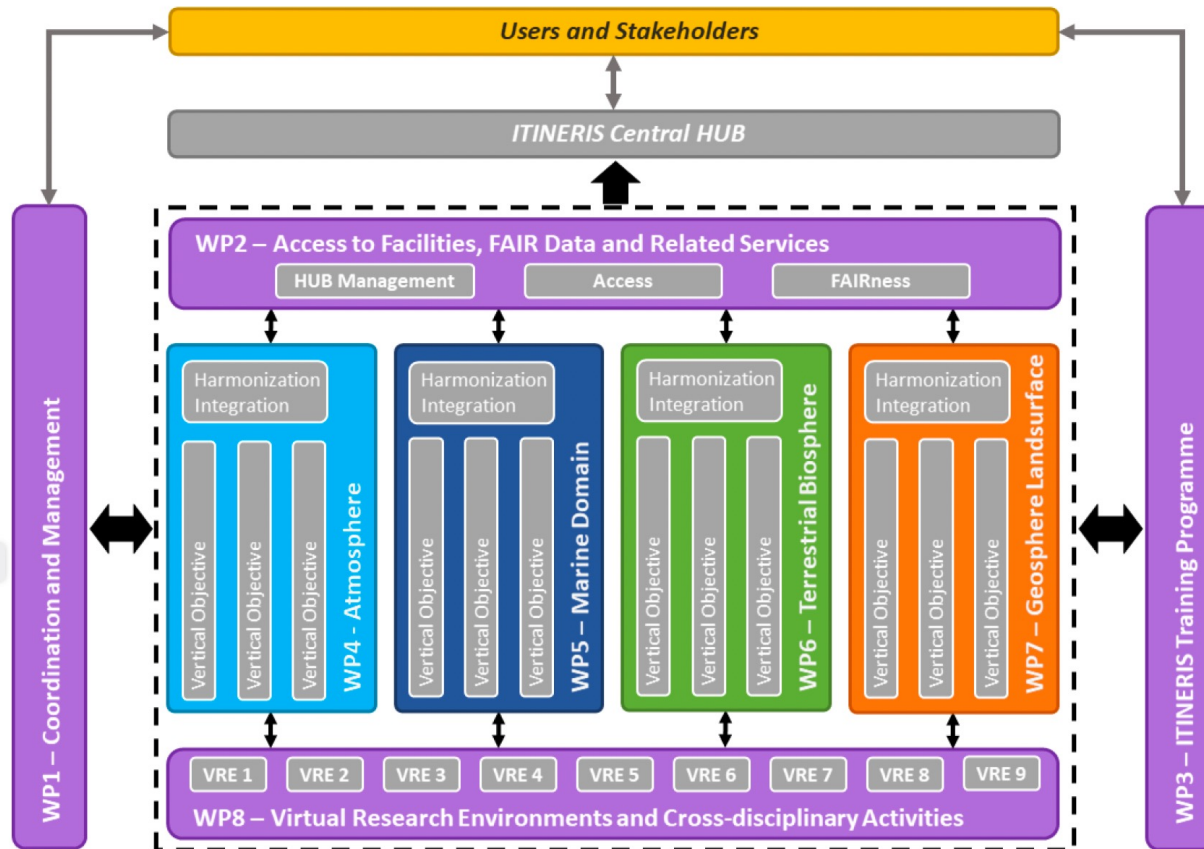 Users and Stakeholders
ITINERIS Central HUB
WP1 – Coordination and Management
WP2 – Access to Facilities, FAIR Data and Related Services
HUB Management
Access
FAIRness
Harmonization
Integration
Vertical Objective
Vertical Objective
Vertical Objective
WP4 - Atmosphere
Harmonization
Integration
Vertical Objective
Vertical Objective
Vertical Objective
WP5 – Marine Domain
Harmonization
Integration
Vertical Objective
Vertical Objective
Vertical Objective
WP6 – Terrestrial Biosphere
Harmonization
Integration
Vertical Objective
Vertical Objective
Vertical Objective
WP7 – Geosphere Landsurface
VRE 1
VRE 2
VRE 3
VRE 4
VRE 5
VRE 6
VRE 7
VRE 8
VRE 9
WP8 – Virtual Research Environments and Cross-disciplinary Activities
WP3 – ITINERIS Training Programme